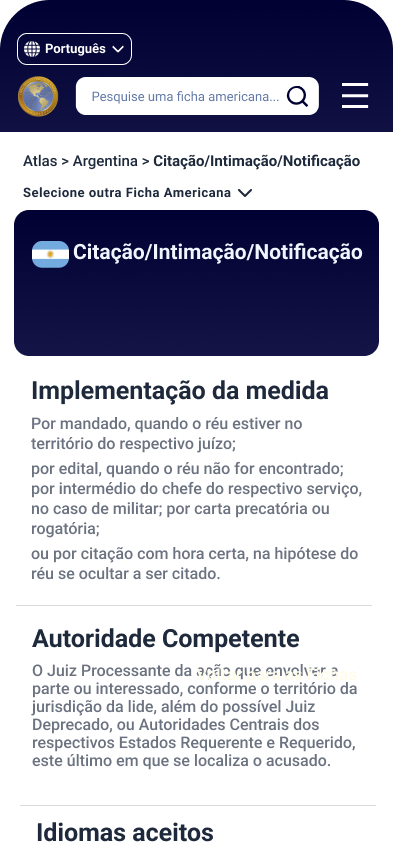 Português
Pesquise uma ficha americana...
Atlas > Argentina > Citação/Intimação/Notificação
Selecione outra Ficha Americana
Citação/Intimação/Notificação
Implementação da medida
Por mandado, quando o réu estiver no
território do respectivo juízo;
por edital, quando o réu não for encontrado;
por intermédio do chefe do respectivo serviço,
no caso de militar; por carta precatória ou
rogatória;
ou por citação com hora certa, na hipótese do
réu se ocultar a ser citado.
Autoridade Competente
O Juiz Processante da ação que envolve a
parte ou interessado, conforme o território da
jurisdição da lide, além do possível Juiz
Deprecado, ou Autoridades Centrais dos
respectivos Estados Requerente e Requerido,
este último em que se localiza o acusado.
Idiomas aceitos